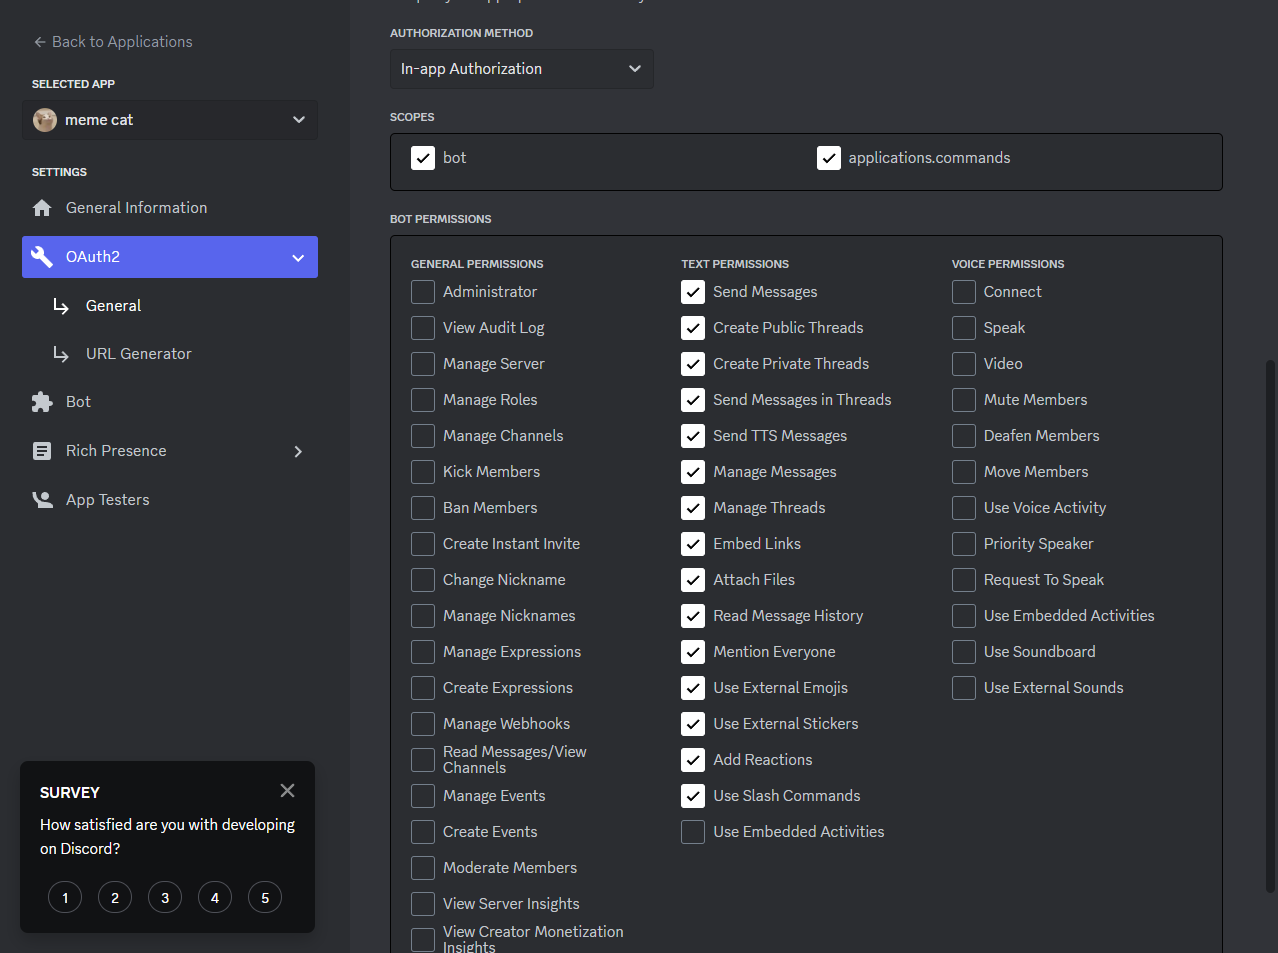 Back to Applications
SELECTED APP
meme cat
SETTINGS
General Information
OAuth2
General
URL Generator
Bot
Rich Presence
App Testers
SURVEY
How satisfied are you with developing
on Discord?
1 2 3 4 5
AUTHORIZATION METHOD
In-app Authorization
SCOPES
bot
applications.commands
BOT PERMISSIONS
GENERAL PERMISSIONS
Administrator
View Audit Log
Manage Server
Manage Roles
Manage Channels
Kick Members
Ban Members
Create Instant Invite
Change Nickname
Manage Nicknames
Manage Expressions
Create Expressions
Manage Webhooks
Read Messages/View
Channels
Manage Events
Create Events
Moderate Members
View Server Insights
View Creator Monetization
Insights
TEXT PERMISSIONS
Send Messages
Create Public Threads
Create Private Threads
Send Messages in Threads
Send TTS Messages
Manage Messages
Manage Threads
Embed Links
Attach Files
Read Message History
Mention Everyone
Use External Emojis
Use External Stickers
Add Reactions
Use Slash Commands
Use Embedded Activities
VOICE PERMISSIONS
Connect
Speak
Video
Mute Members
Deafen Members
Move Members
Use Voice Activity
Priority Speaker
Request To Speak
Use Embedded Activities
Use Soundboard
Use External Sounds